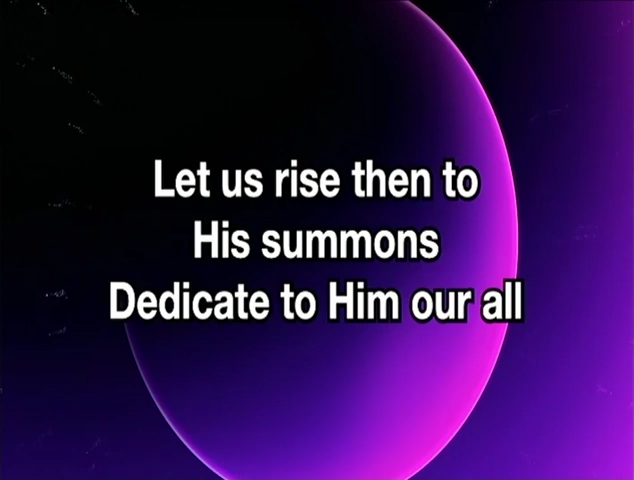 Let us rise then to
His summons
Dedicate to Him our all